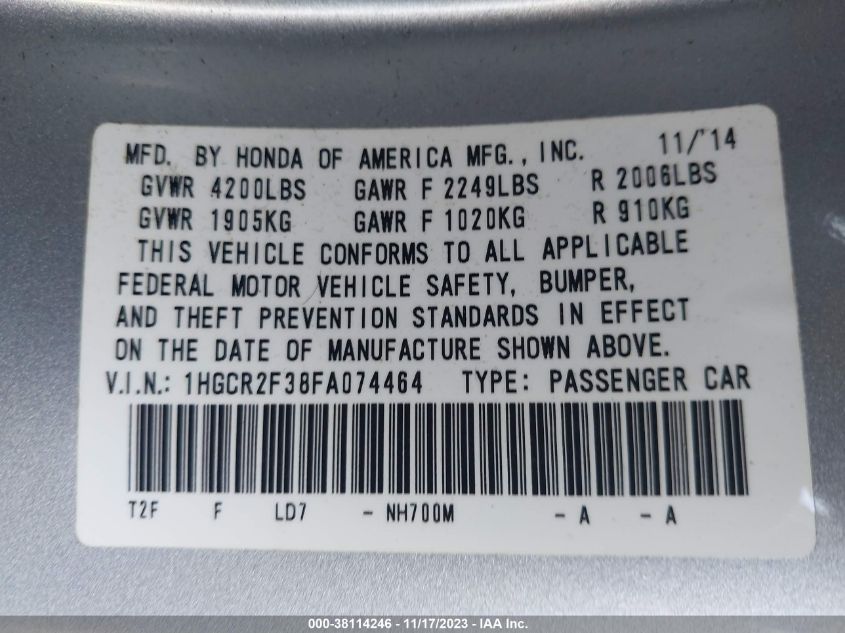 MFD. BY HONDA OF AMERICA MFG., INC. 11/'14
GVWR 4200LBS GAWR F 2249LBS R 2006LBS
GVWR 1905KG GAWR F 1020KG R 910KG
THIS VEHICLE CONFORMS TO ALL APPLICABLE
FEDERAL MOTOR VEHICLE SAFETY, BUMPER,
AND THEFT PREVENTION STANDARDS IN EFFECT
ON THE DATE OF MANUFACTURE SHOWN ABOVE.
V.I.N.: 1HGCR2F38FA074464 TYPE: PASSENGER CAR
T2F F LD7 - NH700M - A - A
000-38114246 - 11/17/2023 - IAA Inc.